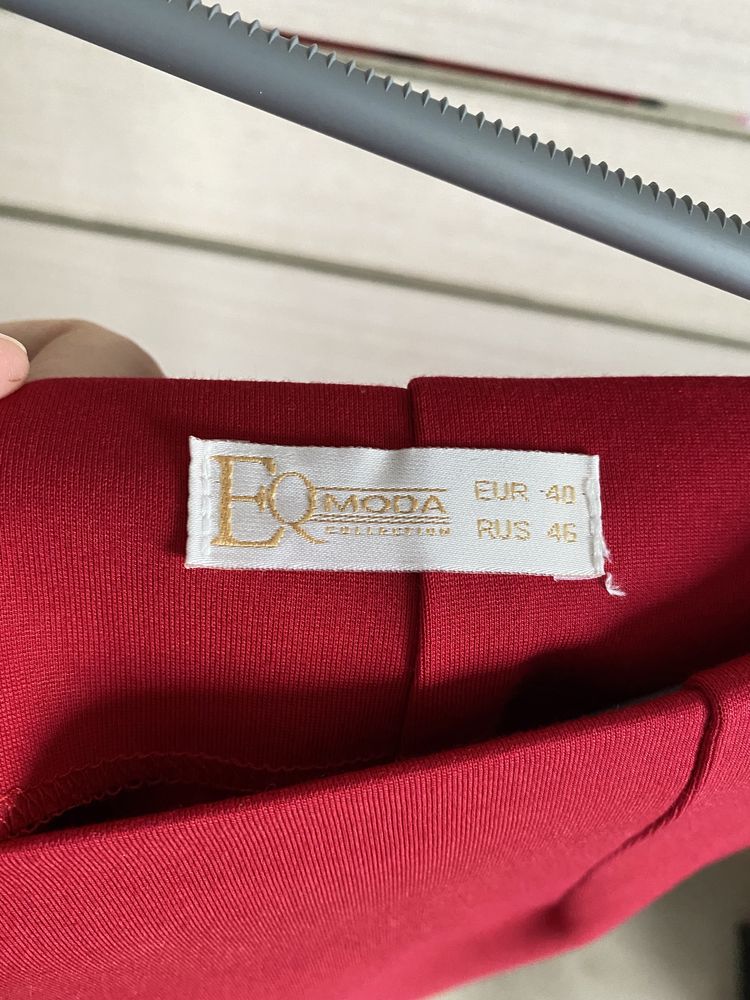 EQ MODA
COLLECTION
EUR 40
RUS 46